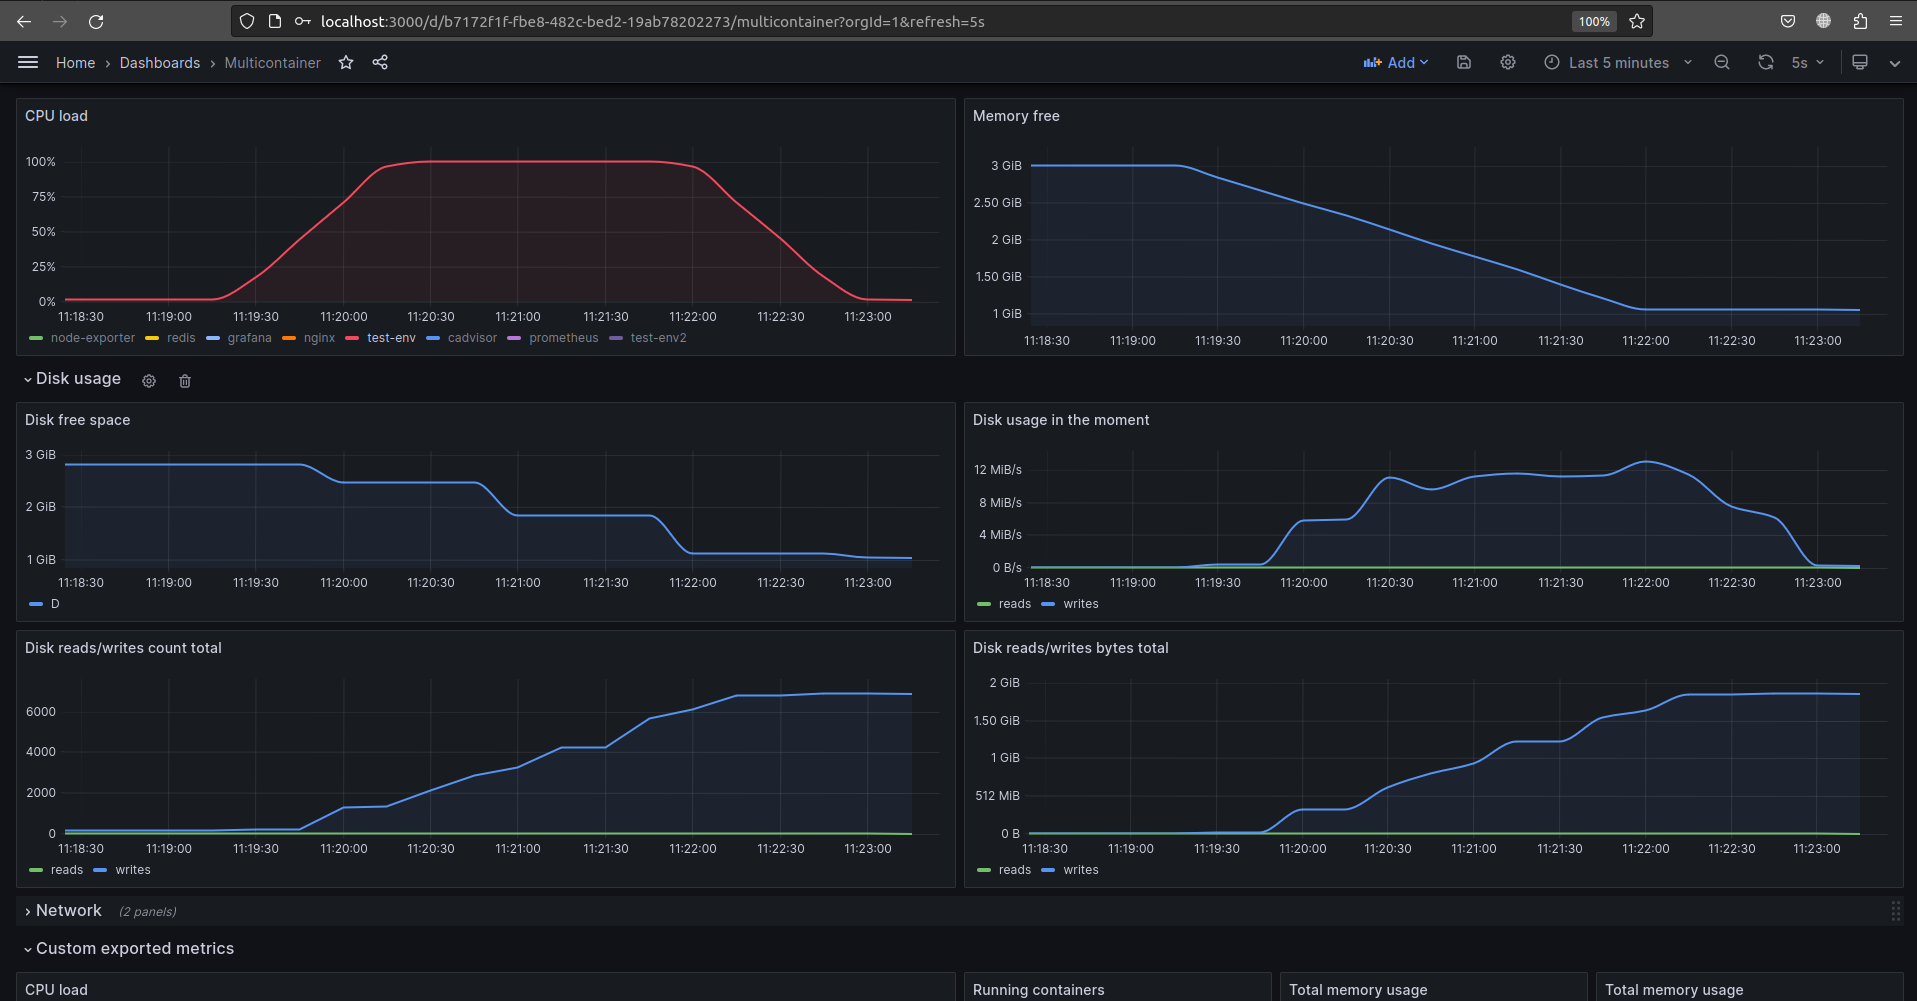 localhost:3000/d/b7172f1f-fbe8-482c-bed2-19ab78202273/multicontainer?orgId=1&refresh=5s 100%
Home › Dashboards › Multicontainer Add Last 5 minutes 5s
CPU load
100%
75%
50%
25%
0%
11:18:30 11:19:00 11:19:30 11:20:00 11:20:30 11:21:00 11:21:30 11:22:00 11:22:30 11:23:00
node-exporter redis grafana nginx test-env cadvisor prometheus test-env2
Memory free
3 GiB
2.50 GiB
2 GiB
1.50 GiB
1 GiB
11:18:30 11:19:00 11:19:30 11:20:00 11:20:30 11:21:00 11:21:30 11:22:00 11:22:30 11:23:00
Disk usage
Disk free space
3 GiB
2 GiB
1 GiB
11:18:30 11:19:00 11:19:30 11:20:00 11:20:30 11:21:00 11:21:30 11:22:00 11:22:30 11:23:00
D
Disk usage in the moment
12 MiB/s
8 MiB/s
4 MiB/s
0 B/s
11:18:30 11:19:00 11:19:30 11:20:00 11:20:30 11:21:00 11:21:30 11:22:00 11:22:30 11:23:00
reads writes
Disk reads/writes count total
6000
4000
2000
0
11:18:30 11:19:00 11:19:30 11:20:00 11:20:30 11:21:00 11:21:30 11:22:00 11:22:30 11:23:00
reads writes
Disk reads/writes bytes total
2 GiB
1.50 GiB
1 GiB
512 MiB
0 B
11:18:30 11:19:00 11:19:30 11:20:00 11:20:30 11:21:00 11:21:30 11:22:00 11:22:30 11:23:00
reads writes
Network (2 panels)
Custom exported metrics
CPU load
Running containers
Total memory usage
Total memory usage